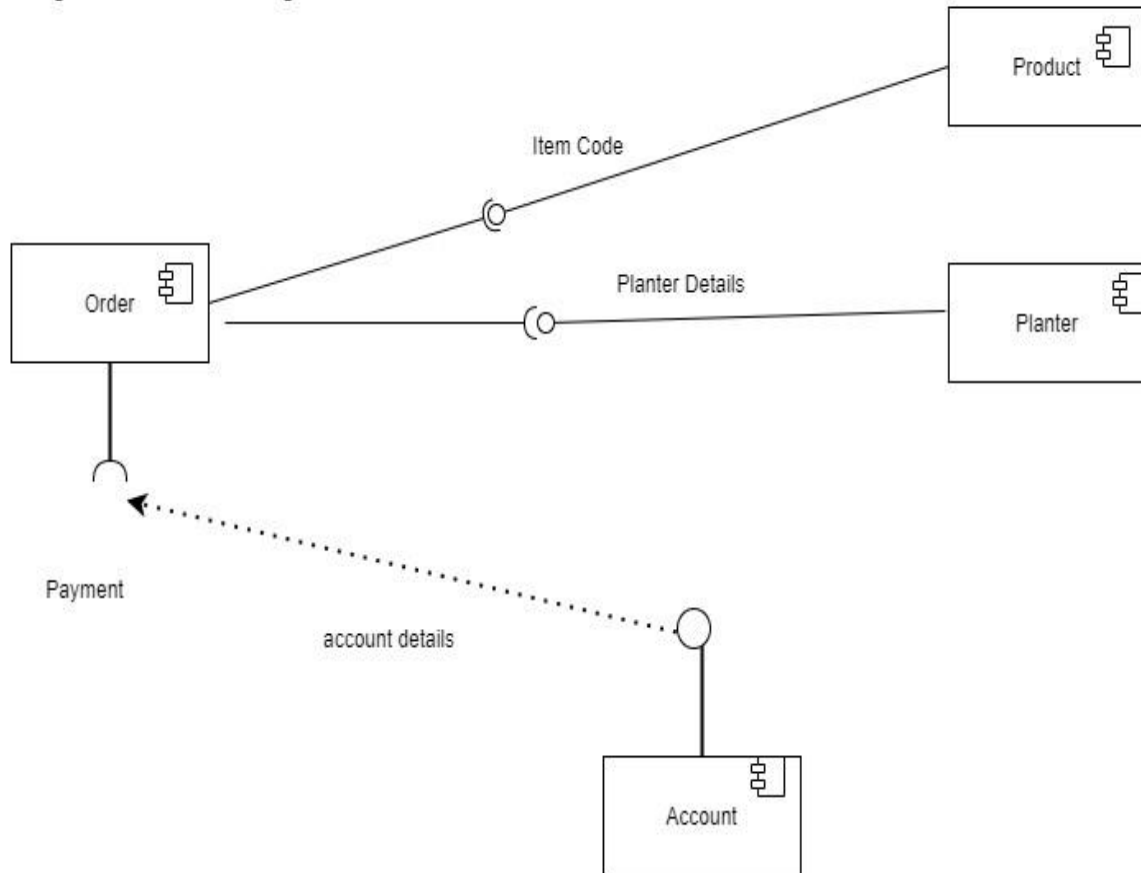 Product
Item Code
Order
Planter Details
Planter
Payment
account details
Account